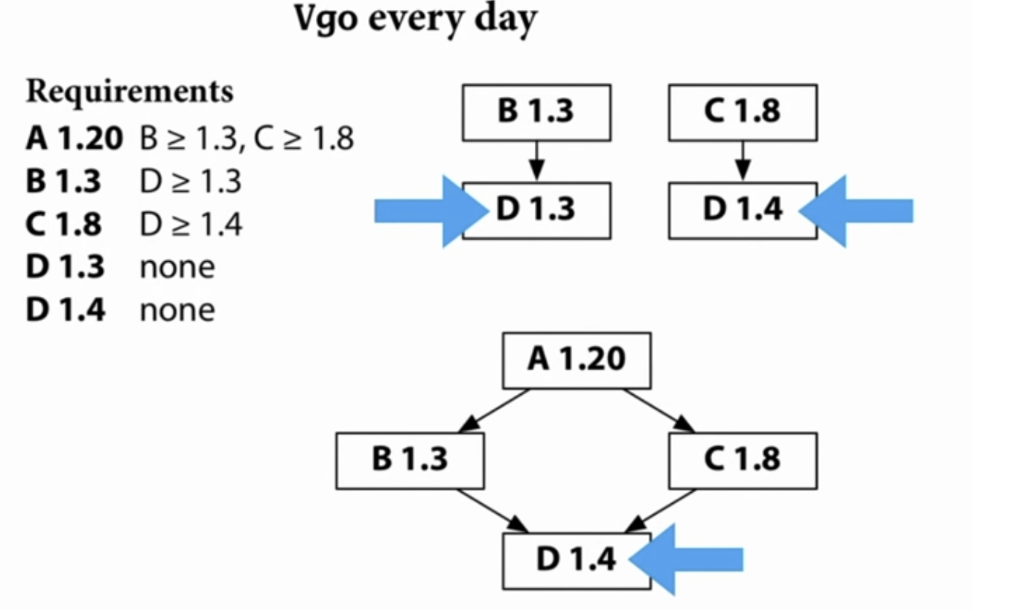 Vgo every day
Requirements
A 1.20 B ≥ 1.3, C ≥ 1.8
B 1.3 D ≥ 1.3
C 1.8 D ≥ 1.4
D 1.3 none
D 1.4 none
B 1.3
C 1.8
D 1.3
D 1.4
A 1.20
B 1.3
C 1.8
D 1.4